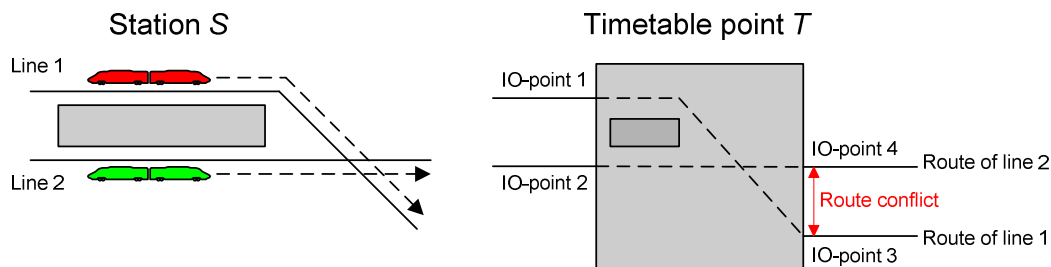 Station S
Timetable point T
Line 1
Line 2
IO-point 1
IO-point 2
IO-point 4
Route of line 2
Route conflict
Route of line 1
IO-point 3